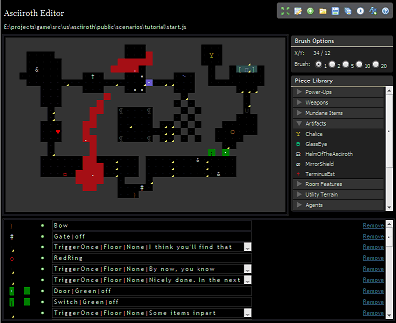 Asciiroth Editor
E:\projects\game\src\us\asciiroth\public\scenarios\tutorial\start.js
Brush Options
X/Y: 34 / 12
Brush: 1 2 5 10 20
Piece Library
Power-Ups
Weapons
Mundane Items
Artifacts
Chalice
GlassEye
HelmOfTheAsciiroth
MirrorShield
TerminusEst
Room Features
Utility Terrain
Agents
Bow Remove
Gate|off Remove
TriggerOnce|Floor|None|I think you'll find that Remove
RedRing Remove
TriggerOnce|Floor|None|By now, you know Remove
TriggerOnce|Floor|None|Nicely done. In the next Remove
Door|Green|off Remove
Switch|Green|off Remove
TriggerOnce|Floor|None|Some items inpart Remove